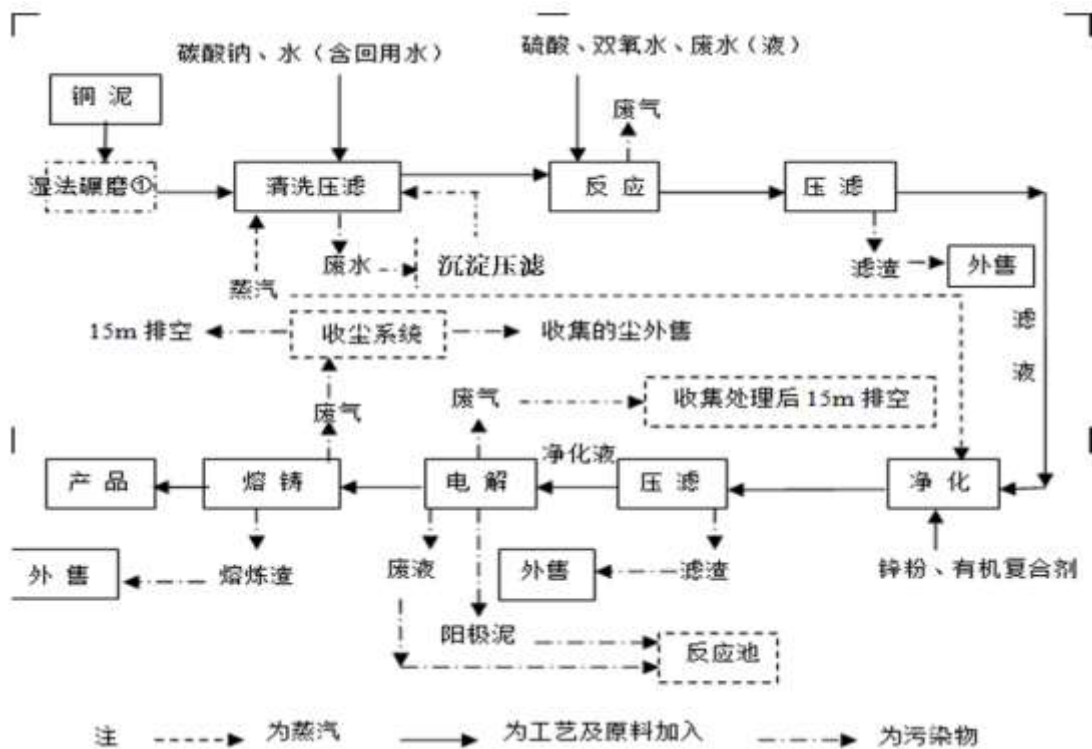 碳酸钠、水（含回用水）
硫酸、双氧水、废水（液）
铜 泥
废气
湿法碾磨①
清洗压滤
反 应
压 滤
废水
沉淀压滤
滤渣
外售
蒸汽
滤
液
15m 排空
收尘系统
收集的尘外售
废气
废气
收集处理后 15m 排空
净化液
产 品
熔 铸
电 解
压 滤
净 化
外 售
熔炼渣
废液
外售
滤渣
锌粉、有机复合剂
阳极泥
反应池
注 为蒸汽 为工艺及原料加入 为污染物